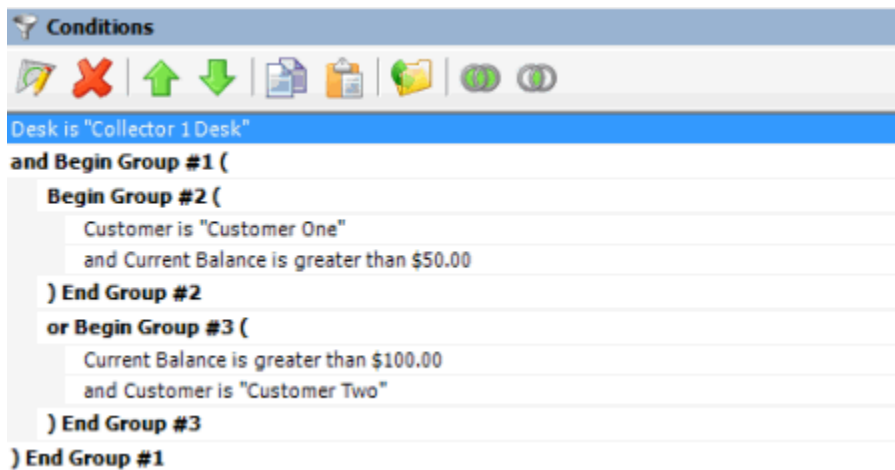 Conditions
Desk is "Collector 1 Desk"
and Begin Group #1 (
Begin Group #2 (
Customer is "Customer One"
and Current Balance is greater than $50.00
) End Group #2
or Begin Group #3 (
Current Balance is greater than $100.00
and Customer is "Customer Two"
) End Group #3
) End Group #1